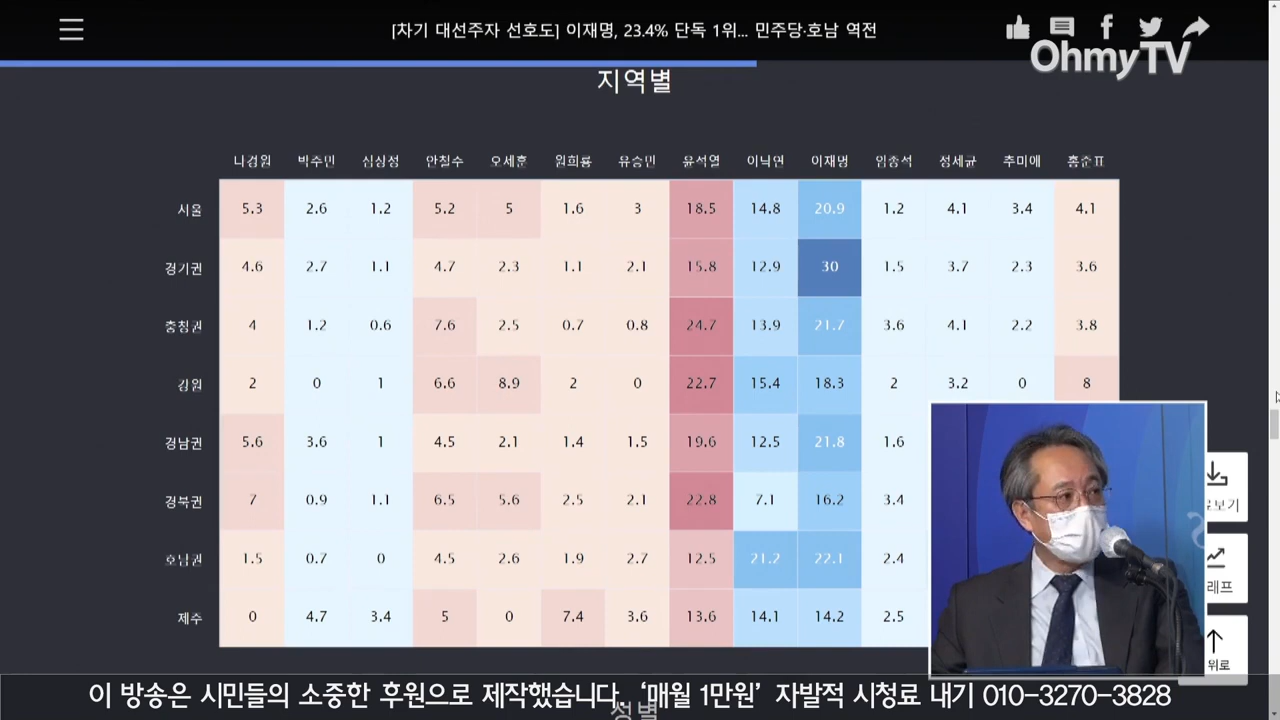 [차기 대선주자 선호도] 이재명, 23.4% 단독 1위... 민주당·호남 역전
OhmyTV
지역별
나경원 박주민 심상정 안철수 오세훈 원희룡 유승민 윤석열 이낙연 이재명 임종석 정세균 추미애 홍준표
서울 5.3 2.6 1.2 5.2 5 1.6 3 18.5 14.8 20.9 1.2 4.1 3.4 4.1
경기권 4.6 2.7 1.1 4.7 2.3 1.1 2.1 15.8 12.9 30 1.5 3.7 2.3 3.6
충청권 4 1.2 0.6 7.6 2.5 0.7 0.8 24.7 13.9 21.7 3.6 4.1 2.2 3.8
강원 2 0 1 6.6 8.9 2 0 22.7 15.4 18.3 2 3.2 0 8
경남권 5.6 3.6 1 4.5 2.1 1.4 1.5 19.6 12.5 21.8 1.6
경북권 7 0.9 1.1 6.5 5.6 2.5 2.1 22.8 7.1 16.2 3.4
호남권 1.5 0.7 0 4.5 2.6 1.9 2.7 12.5 21.2 22.1 2.4
제주 0 4.7 3.4 5 0 7.4 3.6 13.6 14.1 14.2 2.5
보기
래프
위로
이 방송은 시민들의 소중한 후원으로 제작했습니다. '매월 1만원' 자발적 시청료 내기 010-3270-3828
성별